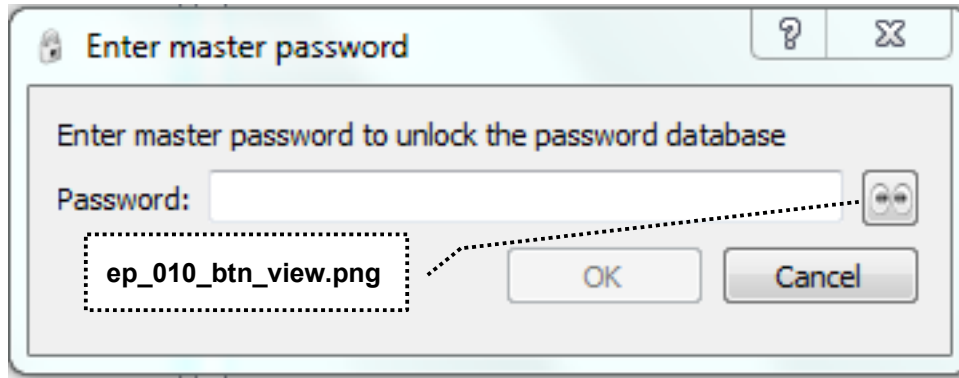 Enter master password
Enter master password to unlock the password database
Password:
ep_010_btn_view.png
OK
Cancel